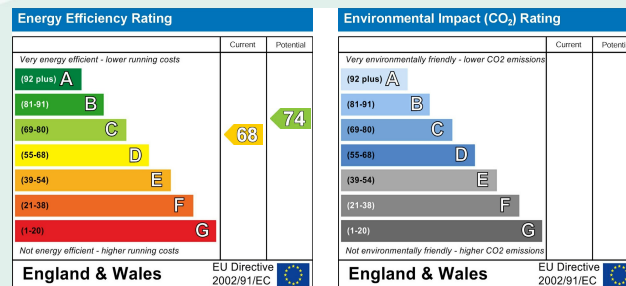 Energy Efficiency Rating
Current Potential
Very energy efficient - lower running costs
(92 plus) A
(81-91) B
(69-80) C
(55-68) D
(39-54) E
(21-38) F
(1-20) G
68
74
Not energy efficient - higher running costs
England & Wales
EU Directive
2002/91/EC
Environmental Impact (CO₂) Rating
Current Potential
Very environmentally friendly - lower CO2 emissions
(92 plus) A
(81-91) B
(69-80) C
(55-68) D
(39-54) E
(21-38) F
(1-20) G
Not environmentally friendly - higher CO2 emissions
England & Wales
EU Directive
2002/91/EC